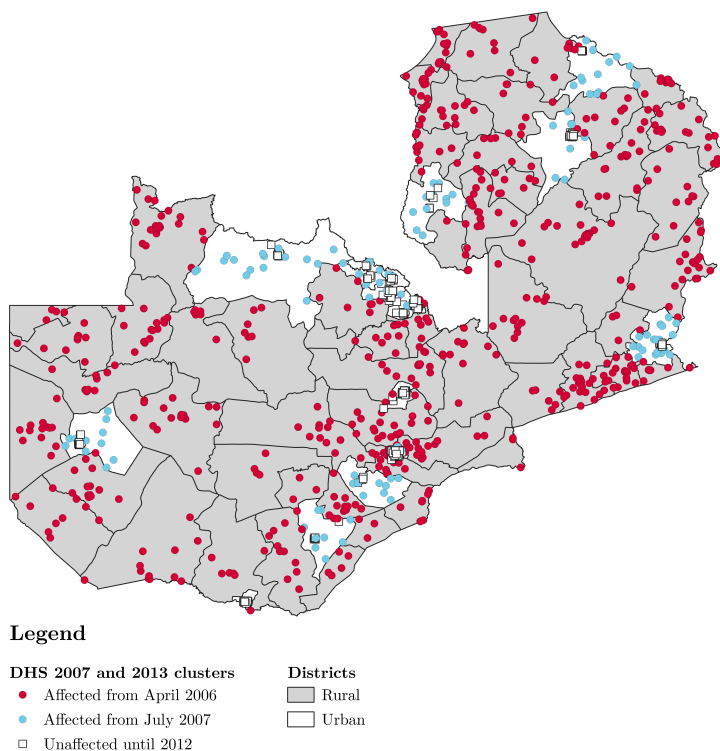 Legend
DHS 2007 and 2013 clusters
Affected from April 2006
Affected from July 2007
Unaffected until 2012
Districts
Rural
Urban